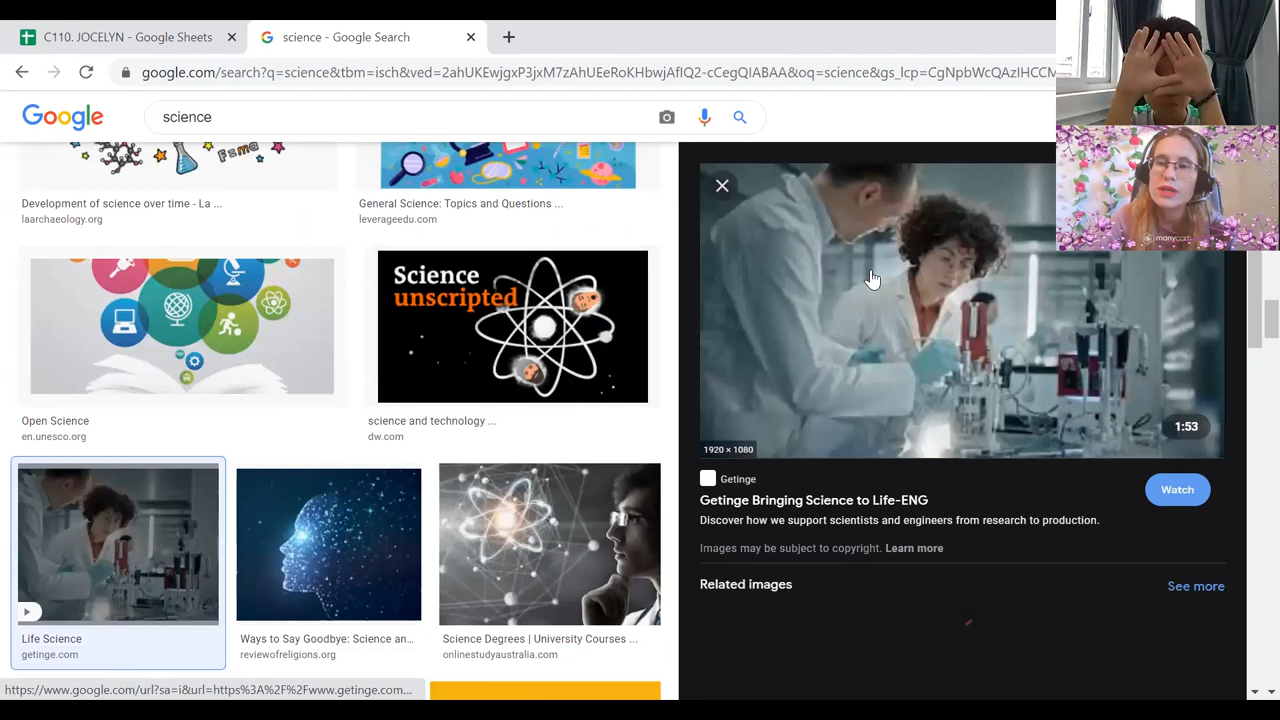 C110. JOCELYN - Google Sheets
science - Google Search
google.com/search?q=science&tbm=isch&ved=2ahUKEwjgxP3jxM7zAhUEeRoKHbwjAfIQ2-cCegQIABAA&oq=science&gs_lcp=CgNpbWcQAzIHCCM
Google
science
Fsma
Development of science over time - La ...
laarchaeology.org
General Science: Topics and Questions ...
leverageedu.com
Science
unscripted
Open Science
en.unesco.org
science and technology ...
dw.com
Life Science
getinge.com
Ways to Say Goodbye: Science an...
reviewofreligions.org
Science Degrees | University Courses ...
onlinestudyaustralia.com
https://www.google.com/url?sa=i&url=https%3A%2F%2Fwww.getinge.com...
manycam
1:53
1920 × 1080
Getinge
Getinge Bringing Science to Life-ENG
Watch
Discover how we support scientists and engineers from research to production.
Images may be subject to copyright. Learn more
Related images
See more